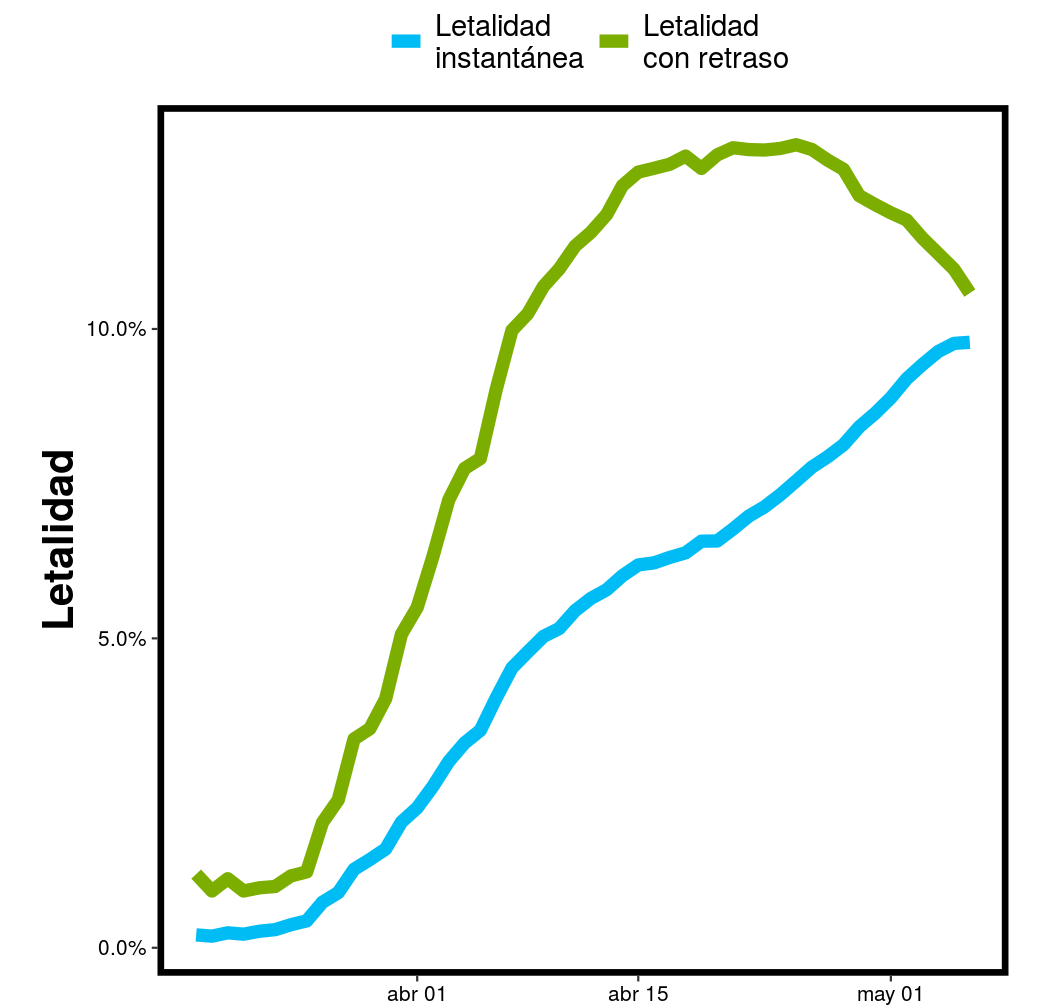 Letalidad
instantánea
Letalidad
con retraso
Letalidad
10.0%
5.0%
0.0%
abr 01
abr 15
may 01